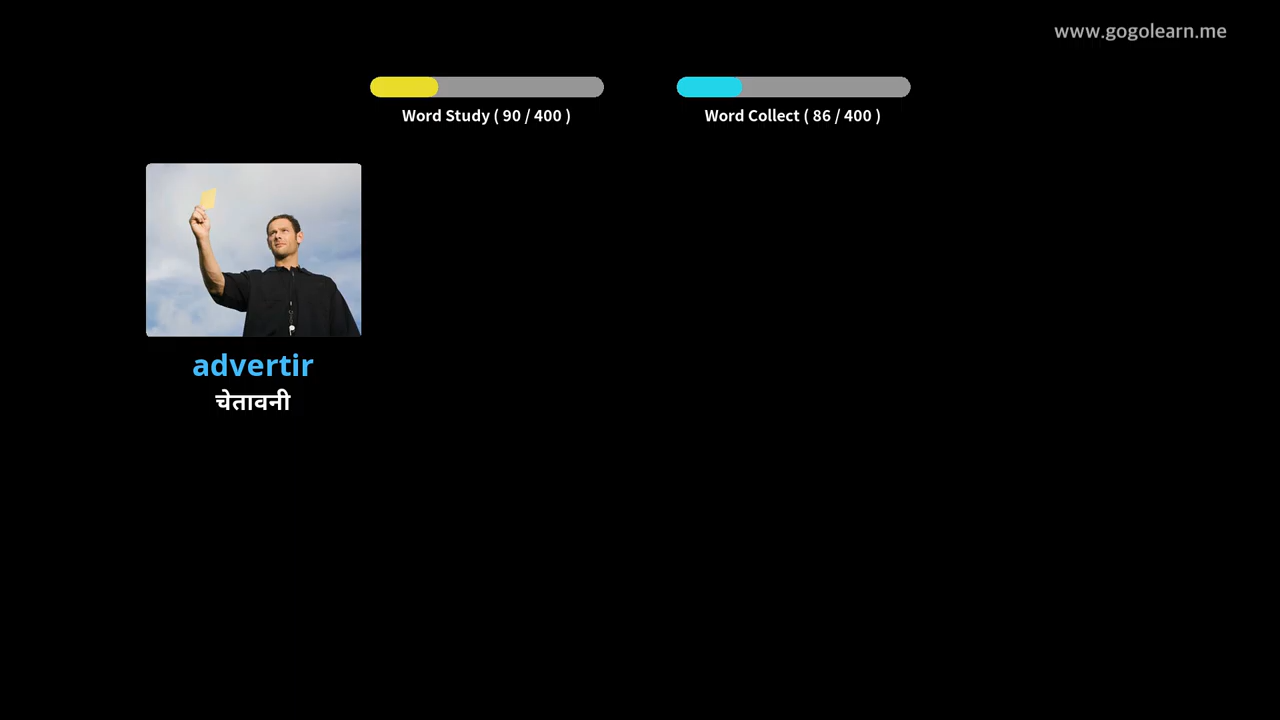 www.gogolearn.me
Word Study ( 90 / 400 )
Word Collect ( 86 / 400 )
advertir
चेतावनी